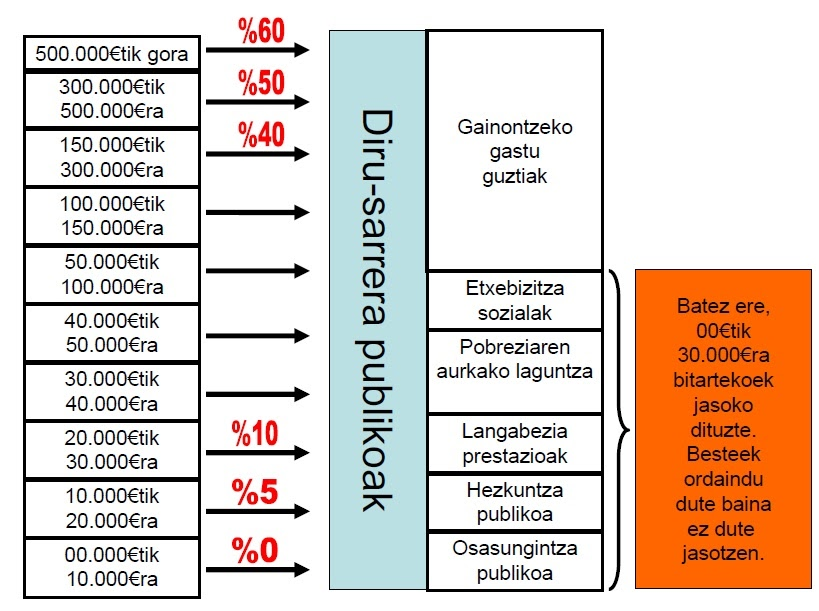 500.000€tik gora
%60
300.000€tik
500.000€ra
%50
150.000€tik
300.000€ra
%40
100.000€tik
150.000€ra
50.000€tik
100.000€ra
40.000€tik
50.000€ra
30.000€tik
40.000€ra
20.000€tik
30.000€ra
%10
10.000€tik
20.000€ra
%5
00.000€tik
10.000€ra
%0
Diru-sarrera publikoak
Gainontzeko
gastu
guztiak
Etxebizitza
sozialak
Pobreziaren
aurkako laguntza
Langabezia
prestazioak
Hezkuntza
publikoa
Osasungintza
publikoa
Batez ere,
00€tik
30.000€ra
bitartekoek
jasoko
dituzte.
Besteek
ordaindu
dute baina
ez dute
jasotzen.